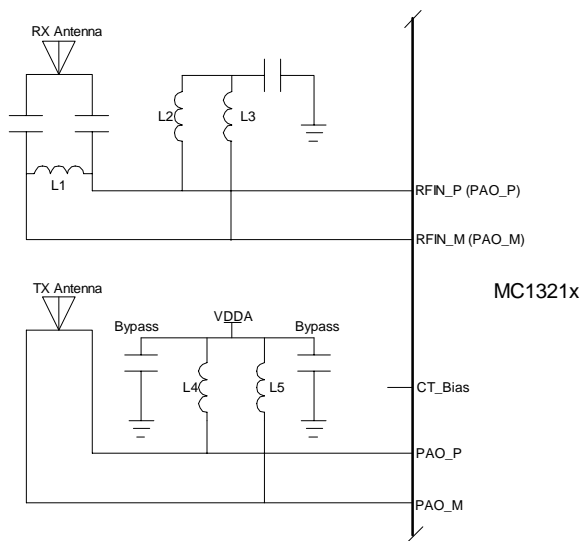 RX Antenna
L2
L3
L1
RFIN_P (PAO_P)
RFIN_M (PAO_M)
MC1321x
TX Antenna
Bypass
VDDA
Bypass
L4
L5
CT_Bias
PAO_P
PAO_M